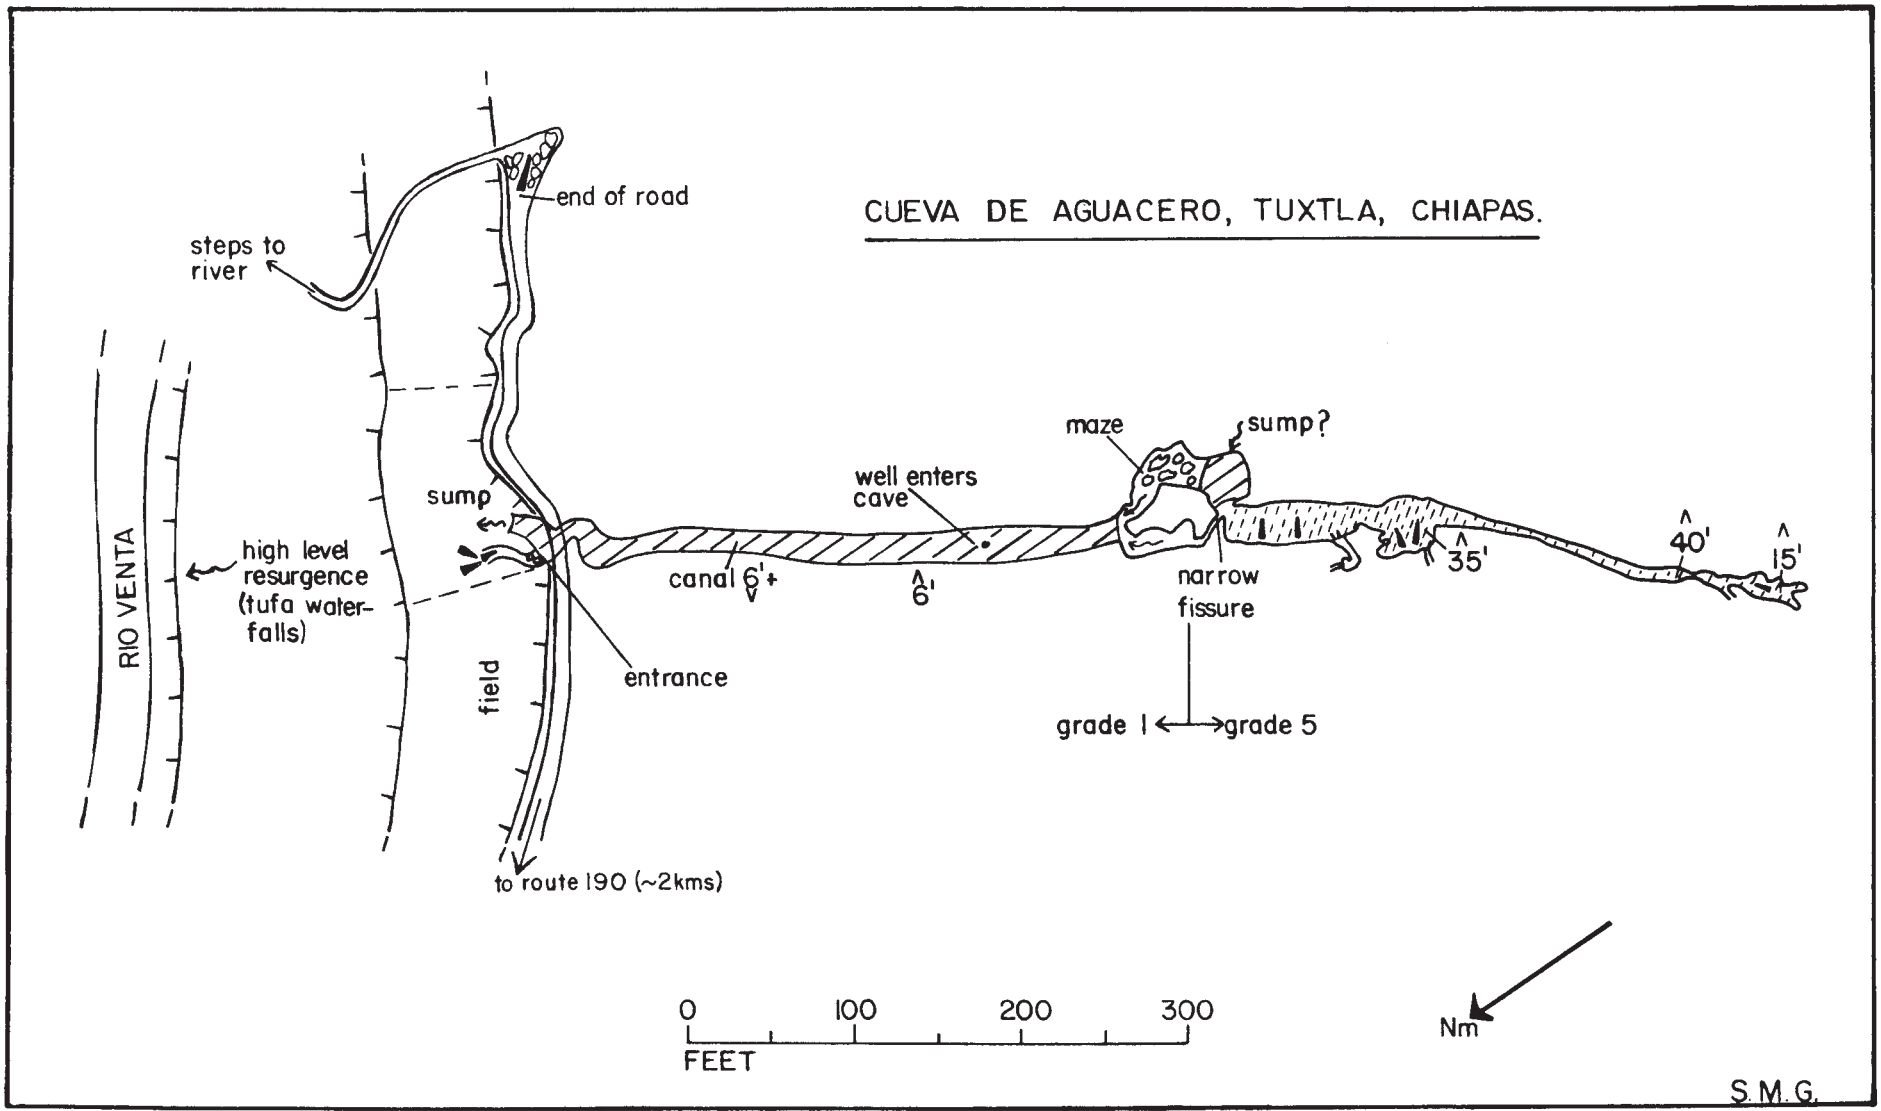 end of road
CUEVA DE AGUACERO, TUXTLA, CHIAPAS.
steps to
river
maze
sump?
well enters
cave
sump
40'
15'
35'
high level
resurgence
(tufa water-
falls)
RIO VENTA
canal 6'+
6'
narrow
fissure
field
entrance
grade 1
grade 5
to route 190 (~2kms)
0 100 200 300
FEET
Nm
S.M.G.